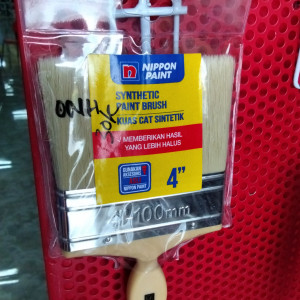 NIPPON
PAINT
SYNTHETIC
PAINT BRUSH
KUAS CAT SINTETIK
MEMBERIKAN HASIL
YANG LEBIH HALUS
NIPPON PAINT
4"
100mm